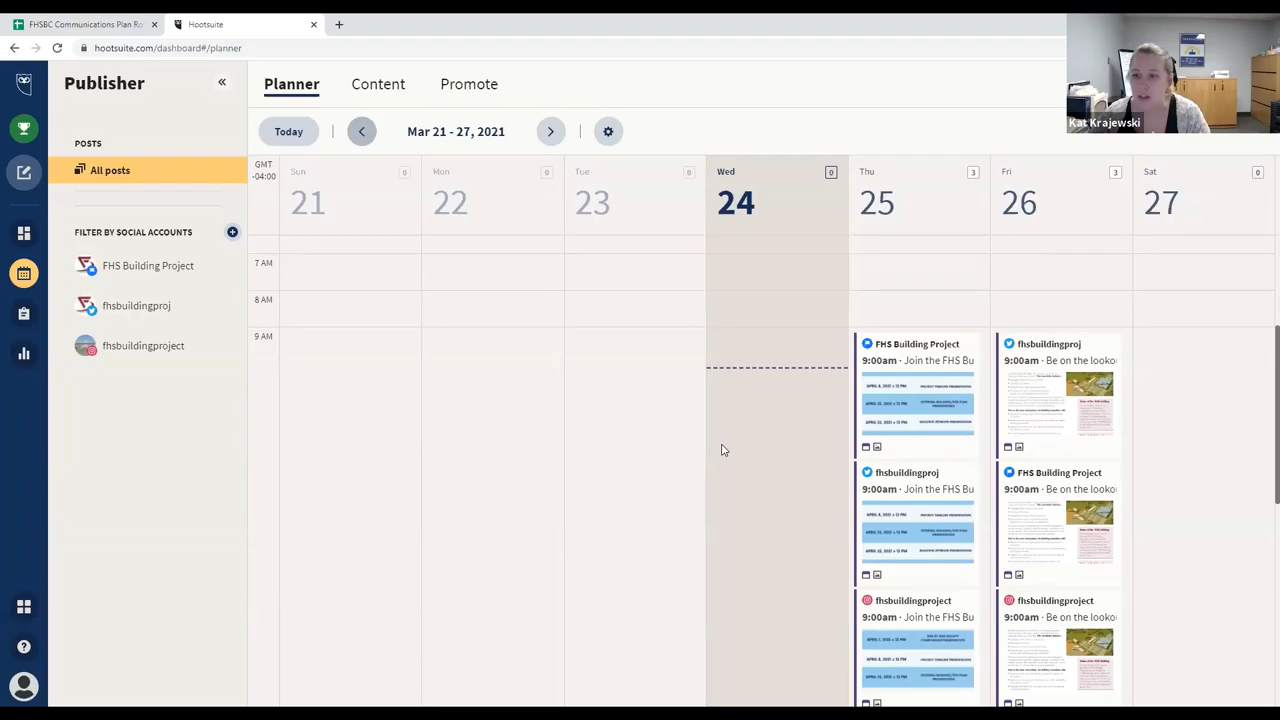 FHSBC Communications Plan Ro
Hootsuite
hootsuite.com/dashboard#/planner
Kat Krajewski
Publisher
Planner
Content
Promote
Today
Mar 21 - 27, 2021
POSTS
All posts
FILTER BY SOCIAL ACCOUNTS
FHS Building Project
fhsbuildingproj
fhsbuildingproject
GMT
-04:00
Sun 0
21
Mon 0
22
Tue 0
23
Wed 0
24
Thu 3
25
Fri 3
26
Sat 0
27
7 AM
8 AM
9 AM
FHS Building Project
9:00am · Join the FHS Bu
fhsbuildingproj
9:00am · Join the FHS Bu
fhsbuildingproject
9:00am · Join the FHS Bu
fhsbuildingproj
9:00am · Be on the looko
FHS Building Project
9:00am · Be on the looko
fhsbuildingproject
9:00am · Be on the looko